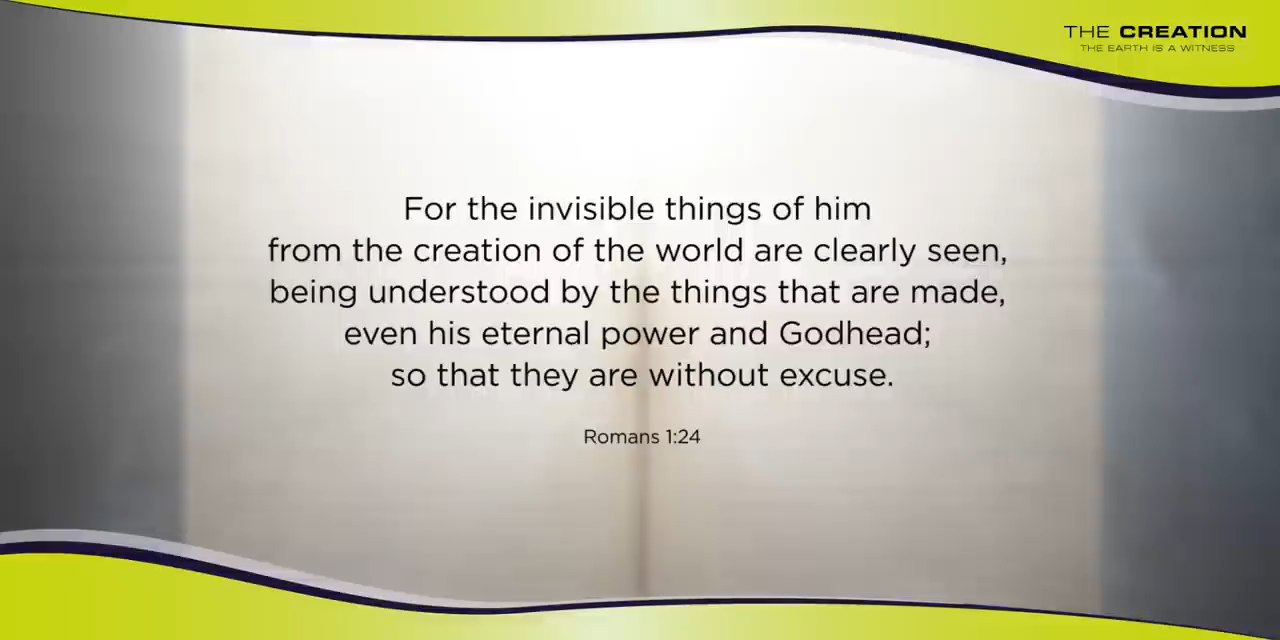 THE CREATION
THE EARTH IS A WITNESS
For the invisible things of him
from the creation of the world are clearly seen,
being understood by the things that are made,
even his eternal power and Godhead;
so that they are without excuse.
Romans 1:24